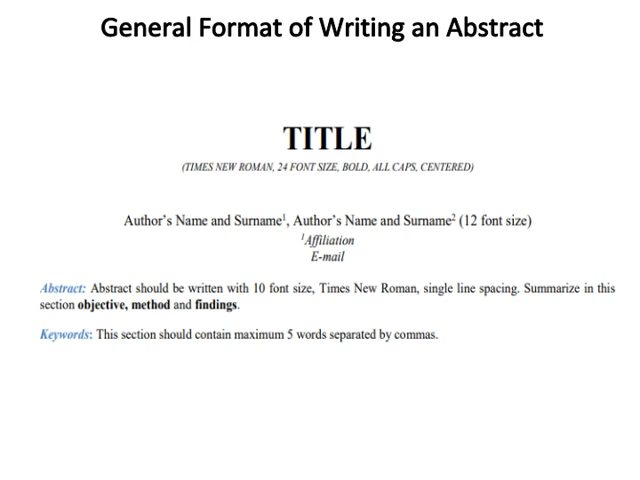 General Format of Writing an Abstract
TITLE
(TIMES NEW ROMAN, 24 FONT SIZE, BOLD, ALL CAPS, CENTERED)
Author's Name and Surname¹, Author's Name and Surname² (12 font size)
¹Affiliation
E-mail
Abstract: Abstract should be written with 10 font size, Times New Roman, single line spacing. Summarize in this
section objective, method and findings.
Keywords: This section should contain maximum 5 words separated by commas.